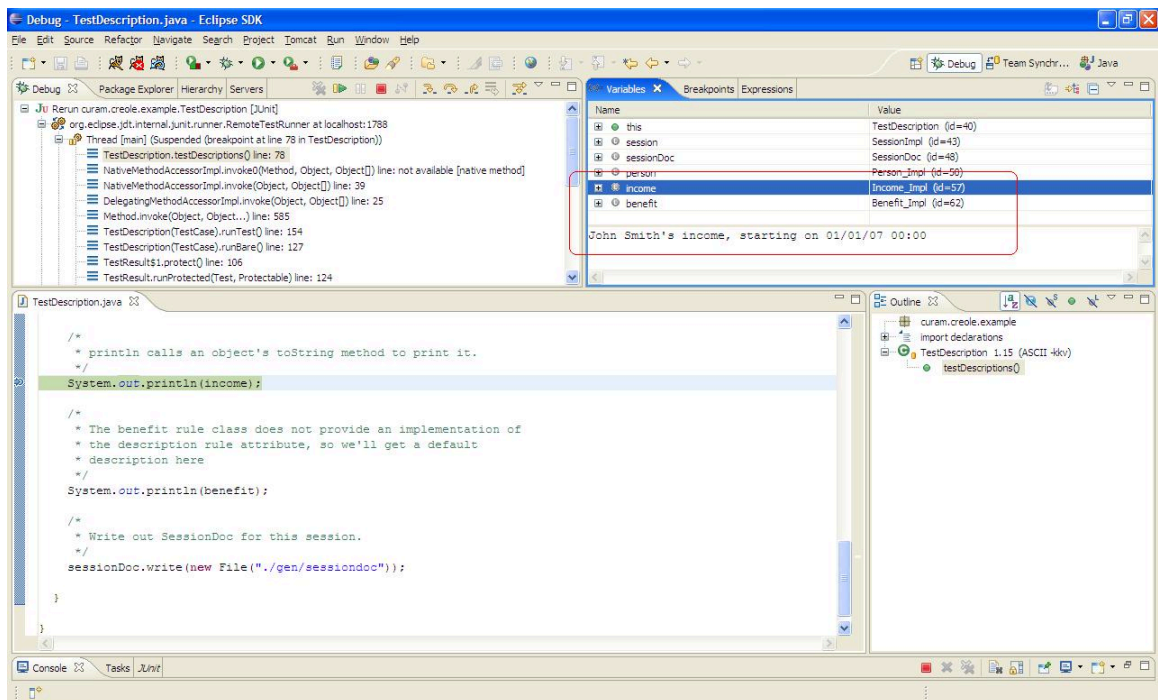 Debug - TestDescription.java - Eclipse SDK
File Edit Source Refactor Navigate Search Project Tomcat Run Window Help
Debug Team Synchr... Java
Debug Package Explorer Hierarchy Servers
Ju Rerun curam.creole.example.TestDescription [JUnit]
org.eclipse.jdt.internal.junit.runner.RemoteTestRunner at localhost:1788
Thread [main] (Suspended (breakpoint at line 78 in TestDescription))
TestDescription.testDescriptions() line: 78
NativeMethodAccessorImpl.invoke0(Method, Object, Object[]) line: not available [native method]
NativeMethodAccessorImpl.invoke(Object, Object[]) line: 39
DelegatingMethodAccessorImpl.invoke(Object, Object[]) line: 25
Method.invoke(Object, Object...) line: 585
TestDescription(TestCase).runTest() line: 154
TestDescription(TestCase).runBare() line: 127
TestResult$1.protect() line: 106
TestResult.runProtected(Test, Protectable) line: 124
Variables Breakpoints Expressions
Name Value
this TestDescription (id=40)
session SessionImpl (id=43)
sessionDoc SessionDoc (id=48)
person Person_Impl (id=50)
income Income_Impl (id=57)
benefit Benefit_Impl (id=62)
John Smith's income, starting on 01/01/07 00:00
TestDescription.java
/*
* println calls an object's toString method to print it.
*/
System.out.println(income);
/*
* The benefit rule class does not provide an implementation of
* the description rule attribute, so we'll get a default
* description here
*/
System.out.println(benefit);
/*
* Write out SessionDoc for this session.
*/
sessionDoc.write(new File("./gen/sessiondoc"));
}
}
Outline
curam.creole.example
import declarations
TestDescription 1.15 (ASCII -kkv)
testDescriptions()
Console Tasks JUnit